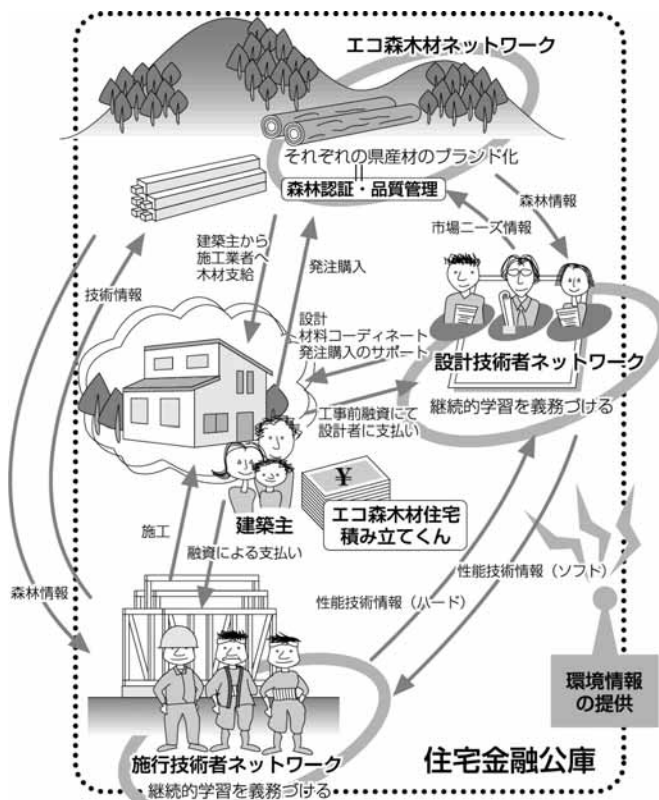 エコ森木材ネットワーク
それぞれの県産材のブランド化
森林認証・品質管理
森林情報
市場ニーズ情報
建築主から
施工業者へ
木材支給
発注購入
技術情報
設計
材料コーディネート
発注購入のサポート
設計技術者ネットワーク
継続的学習を義務づける
工事前融資にて
設計者に支払い
¥
建築主
エコ森木材住宅
積み立てくん
施工
融資による支払い
森林情報
性能技術情報（ハード）
性能技術情報（ソフト）
環境情報
の提供
施行技術者ネットワーク
継続的学習を義務づける
住宅金融公庫